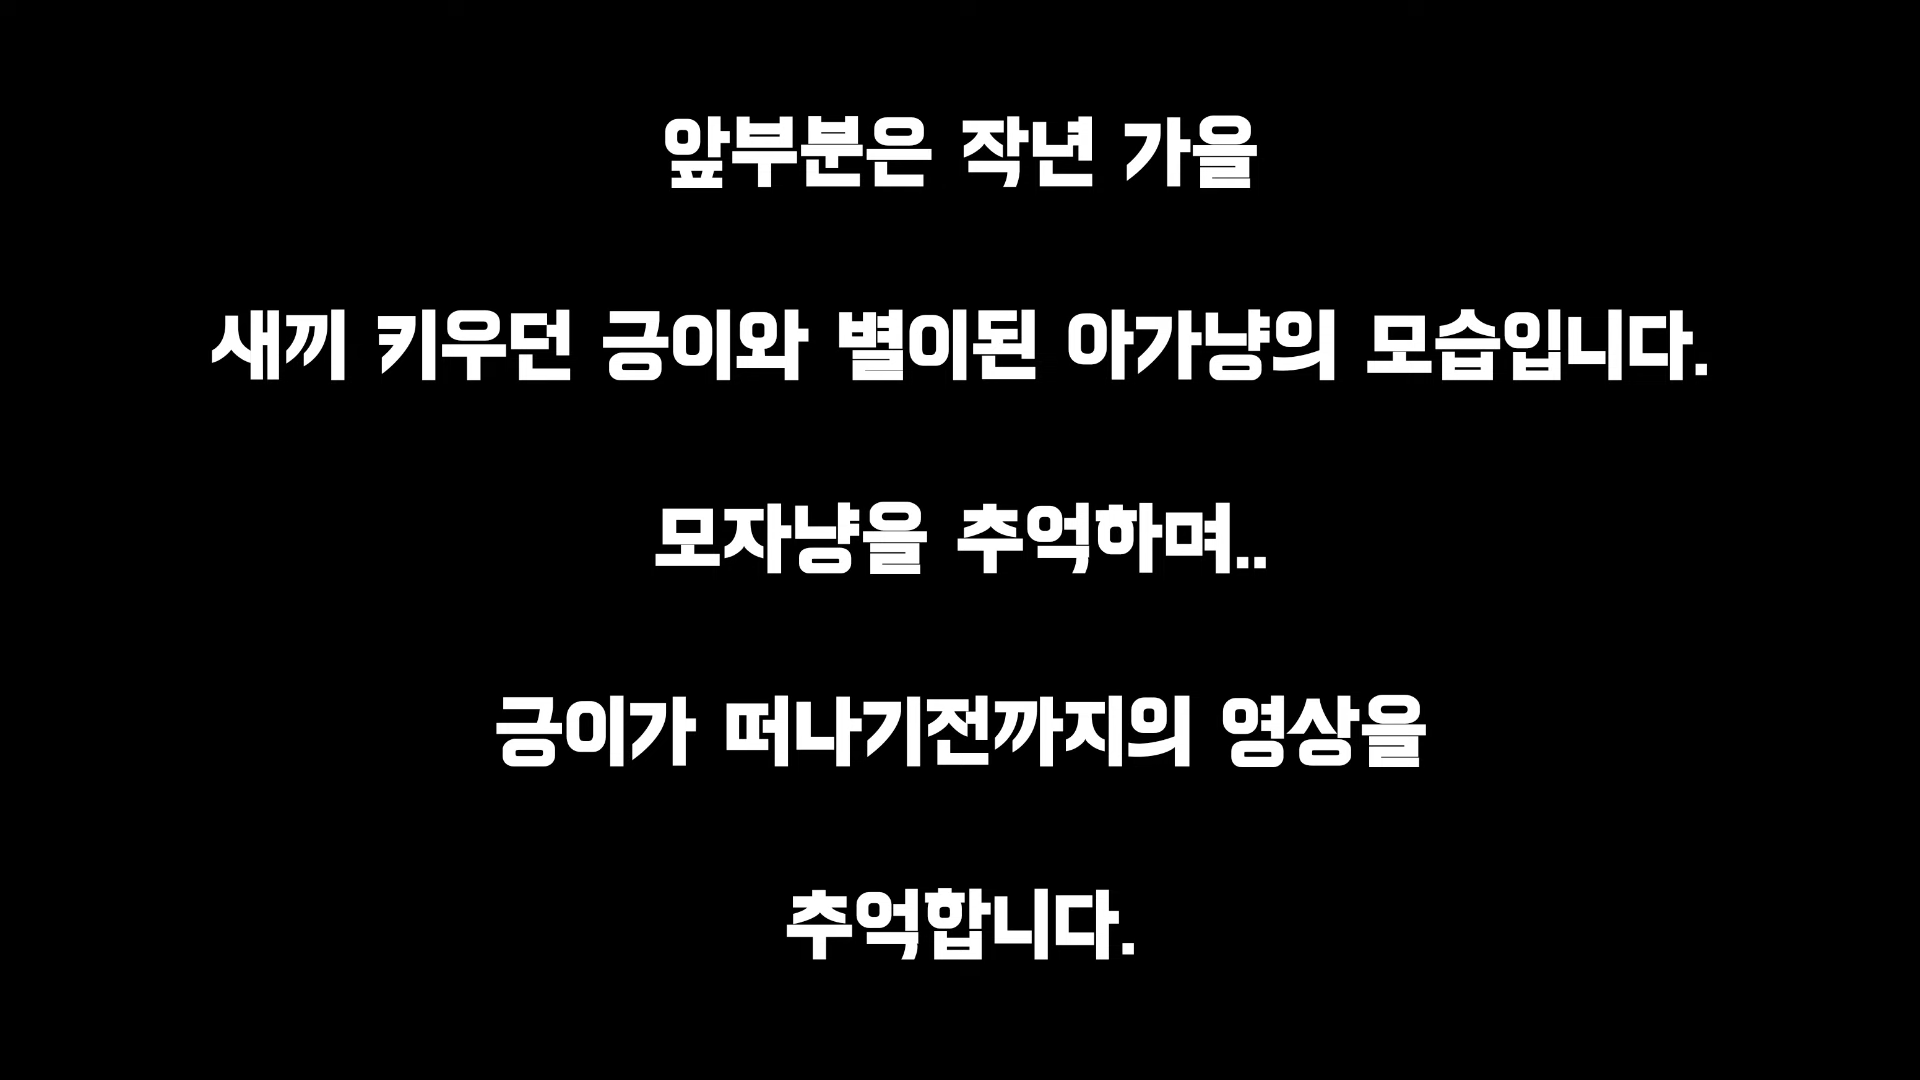 앞부분은 작년 가을
새끼 키우던 긍이와 별이된 아가냥의 모습입니다.
모자냥을 추억하며..
긍이가 떠나기전까지의 영상을
추억합니다.